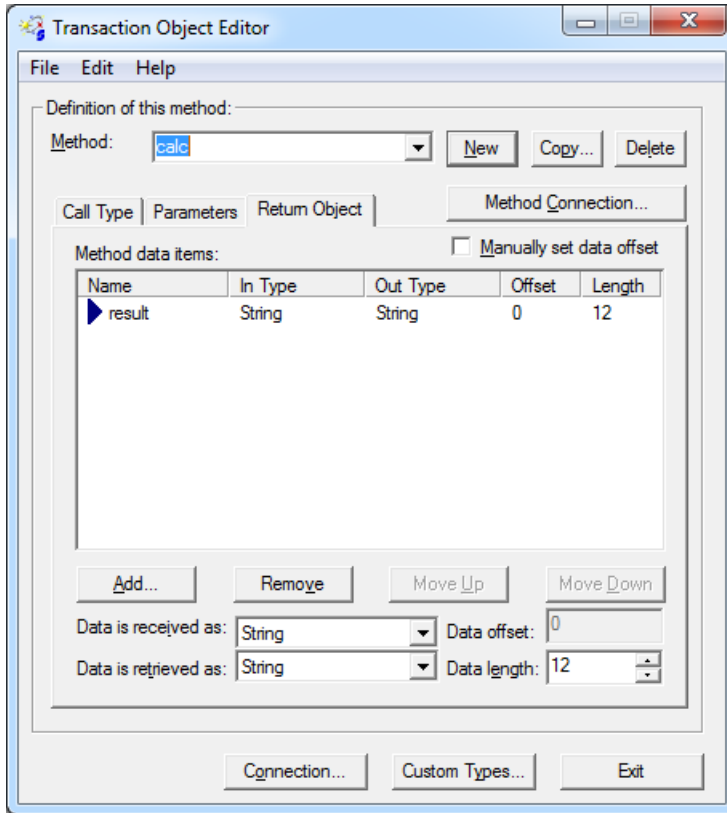 Transaction Object Editor
File Edit Help
Definition of this method:
Method: calc New Copy... Delete
Call Type Parameters Return Object Method Connection...
Method data items: Manually set data offset
Name In Type Out Type Offset Length
result String String 0 12
Add... Remove Move Up Move Down
Data is received as: String Data offset: 0
Data is retrieved as: String Data length: 12
Connection... Custom Types... Exit